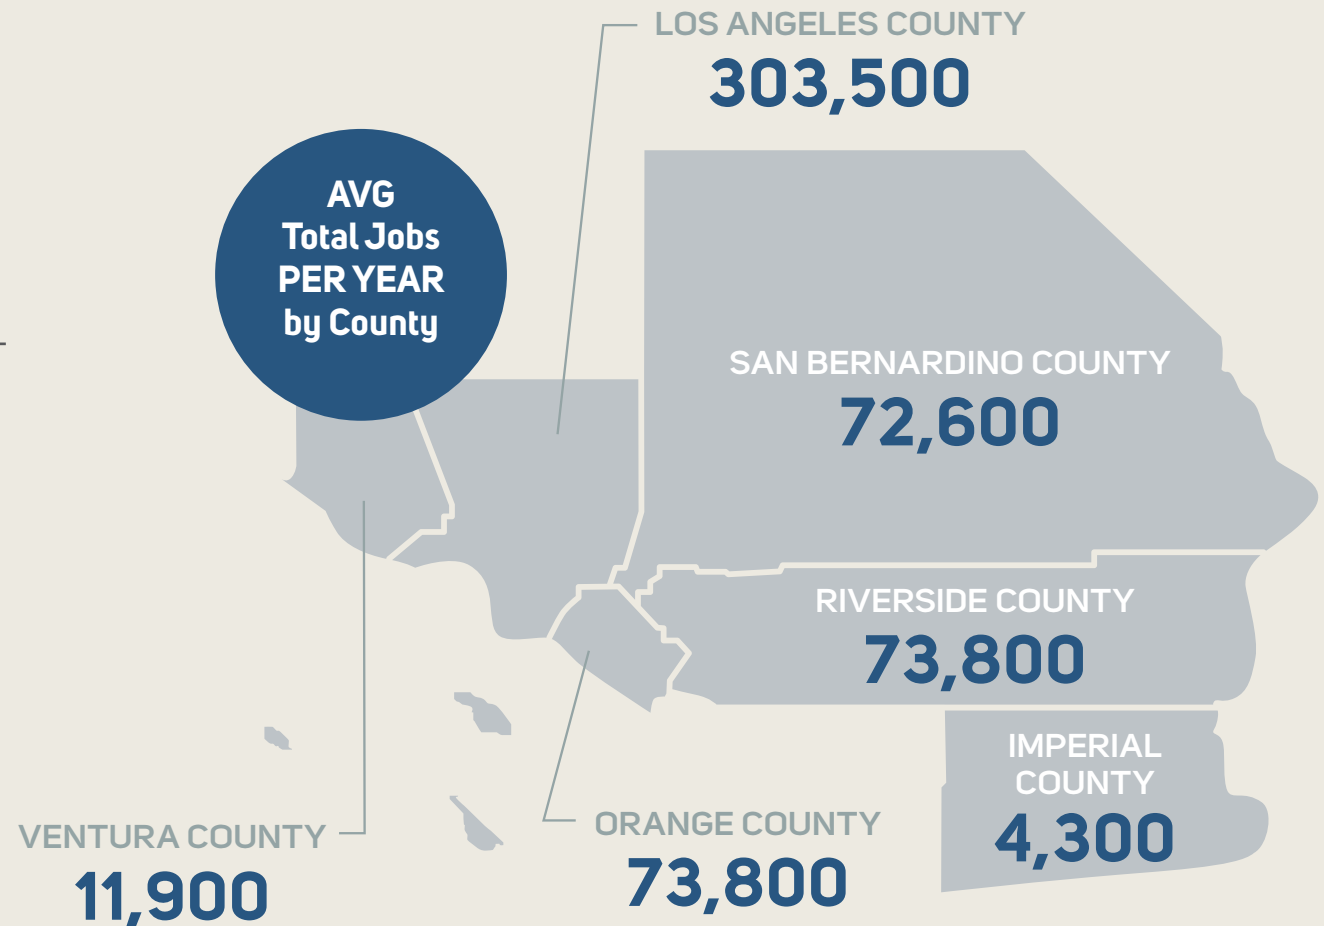 LOS ANGELES COUNTY
303,500
AVG
Total Jobs
PER YEAR
by County
SAN BERNARDINO COUNTY
72,600
RIVERSIDE COUNTY
73,800
IMPERIAL
COUNTY
4,300
VENTURA COUNTY
11,900
ORANGE COUNTY
73,800